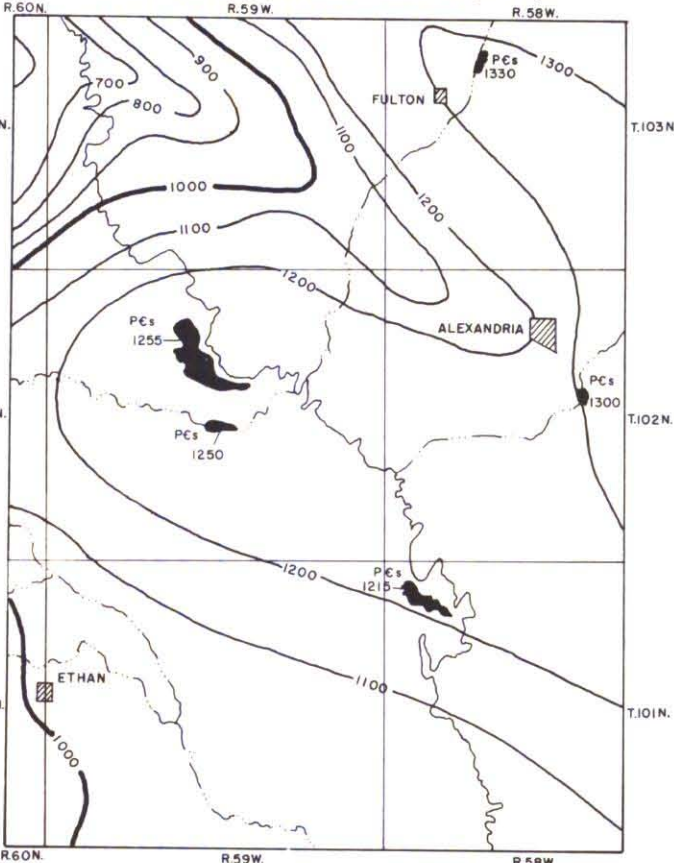 R.60N. R.59W. R.58W.
700
900
800
PЄs
1330
1300
FULTON
N. T.103N.
1100
1000
1200
1100
1200
PЄs
1255
ALEXANDRIA
PЄs
1300
N. T.102N.
PЄs
1250
1200
PЄs
1215
ETHAN
1100
T.101N.
1000
R.60N. R.59W. R.58W.